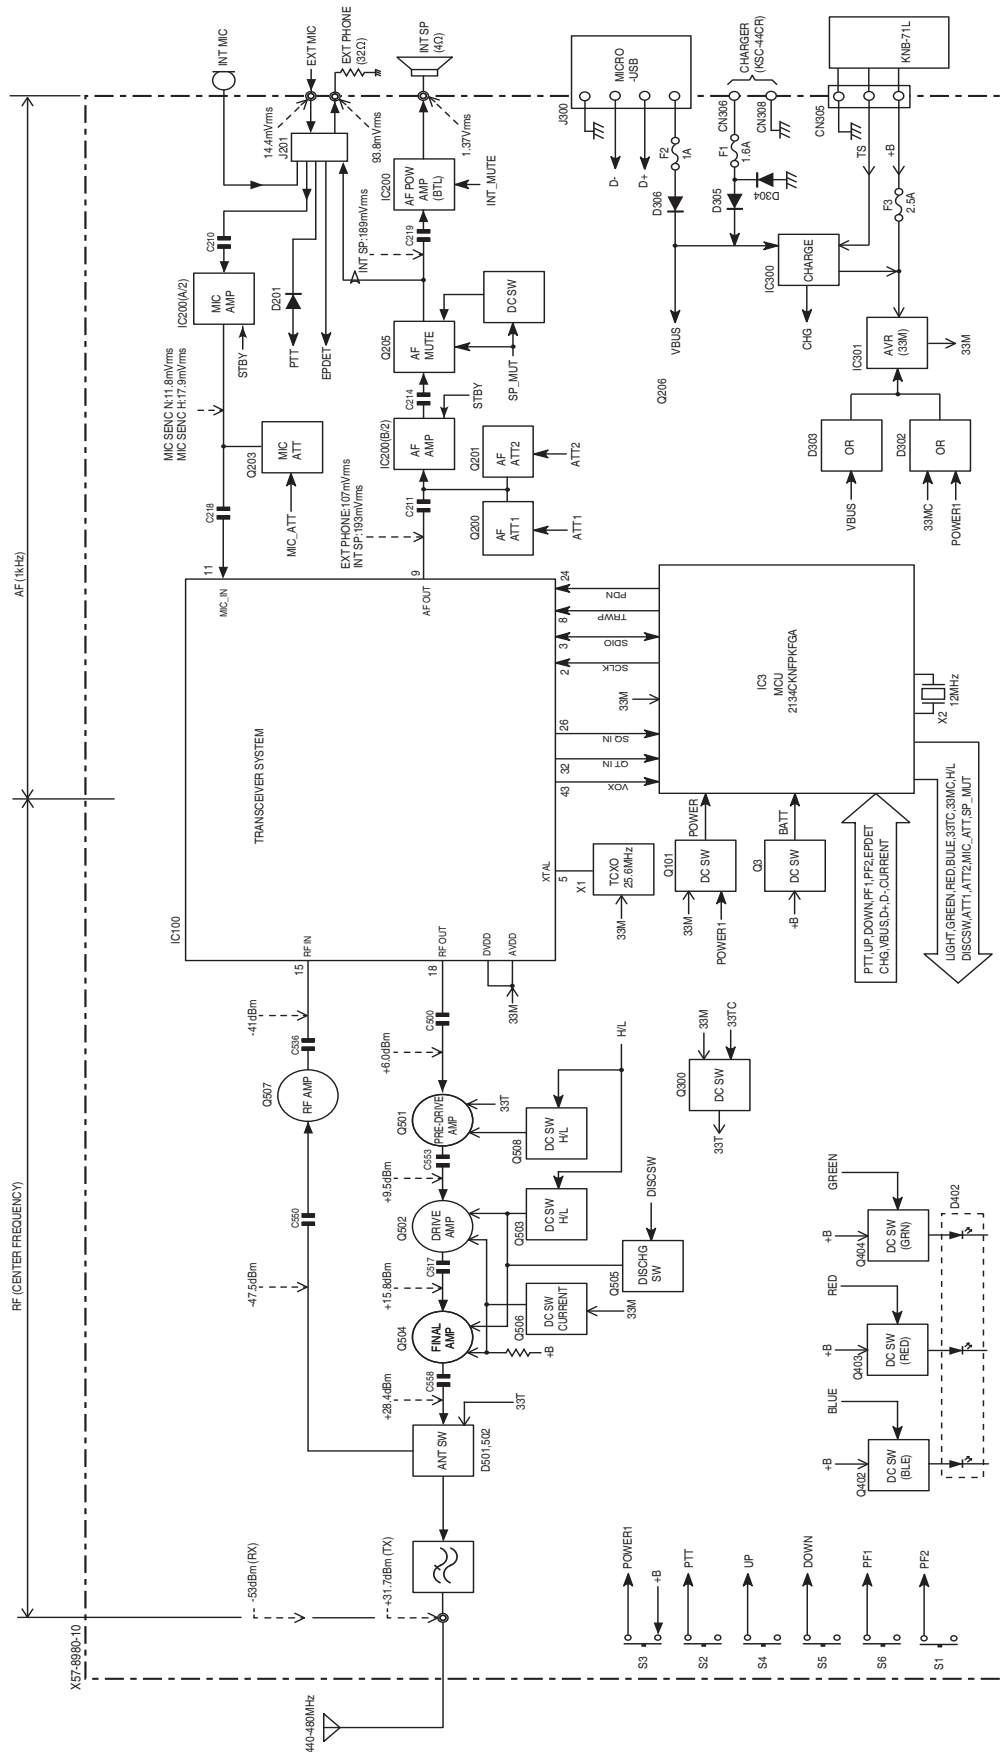 X57-8980-10
RF (CENTER FREQUENCY)
AF (1kHz)
440-480MHz
-53dBm (RX)
+31.7dBm (TX)
ANT SW
D501,502
33T
-47.5dBm
C550
Q507
RF AMP
C536
-41dBm
+28.4dBm
C558
Q504
FINAL
AMP
+15.8dBm
C517
Q502
DRIVE
AMP
+9.5dBm
C553
Q501
PRE-DRIVE
AMP
33T
+6.0dBm
C500
+B
Q506
DC SW
CURRENT
33M
Q505
DISCHG
SW
DISCSW
Q503
DC SW
H/L
Q508
DC SW
H/L
H/L
IC100
TRANSCEIVER SYSTEM
15
RF IN
18
RF OUT
DVDD
AVDD
33M
XTAL
5
X1
TCXO
25.6MHz
33M
11
MIC_IN
9
AF OUT
43
VOX
32
QT IN
26
SQ IN
33M
2
SCLK
3
SDIO
8
TRWP
24
PDN
IC3
MCU
2134CKNFPKFGA
X2
12MHz
Q101
DC SW
33M
POWER1
POWER
Q3
DC SW
+B
BATT
PTT,UP,DOWN,PF1,PF2,EPDET
CHG,VBUS,D+,D-,CURRENT
LIGHT,GREEN,RED,BULE,33TC,33MC,H/L
DISCSW,ATT1,ATT2,MIC_ATT,SP_MUT
Q300
DC SW
33M
33TC
33T
C218
Q203
MIC
ATT
MIC_ATT
MIC SENC N:11.8mVrms
MIC SENC H:17.9mVrms
IC200(A/2)
MIC
AMP
STBY
C210
INT MIC
EXT MIC
EXT PHONE
(32Ω)
INT SP
(4Ω)
14.4mVrms
J201
93.8mVrms
1.37Vrms
D201
PTT
EPDET
EXT PHONE:107mVrms
INT SP:193mVrms
C211
Q200
AF
ATT1
ATT1
Q201
AF
ATT2
ATT2
IC200(B/2)
AF
AMP
STBY
C214
Q205
AF
MUTE
SP_MUT
DC SW
Q206
INT SP:189mVrms
C219
IC200
AF POW
AMP
(BTL)
INT_MUTE
J300
MICRO
-USB
D-
D+
F2
1A
D306
VBUS
CHARGER
(KSC-44CR)
CN306
CN308
F1
1.6A
D305
D304
IC300
CHARGE
CHG
KNB-71L
CN305
TS
+B
F3
2.5A
IC301
AVR
(33M)
33M
D303
OR
VBUS
D302
OR
33MC
POWER1
S3
POWER1
+B
S2
PTT
S4
UP
S5
DOWN
S6
PF1
S1
PF2
BLUE
+B
Q402
DC SW
(BLE)
RED
+B
Q403
DC SW
(RED)
GREEN
+B
Q404
DC SW
(GRN)
D402